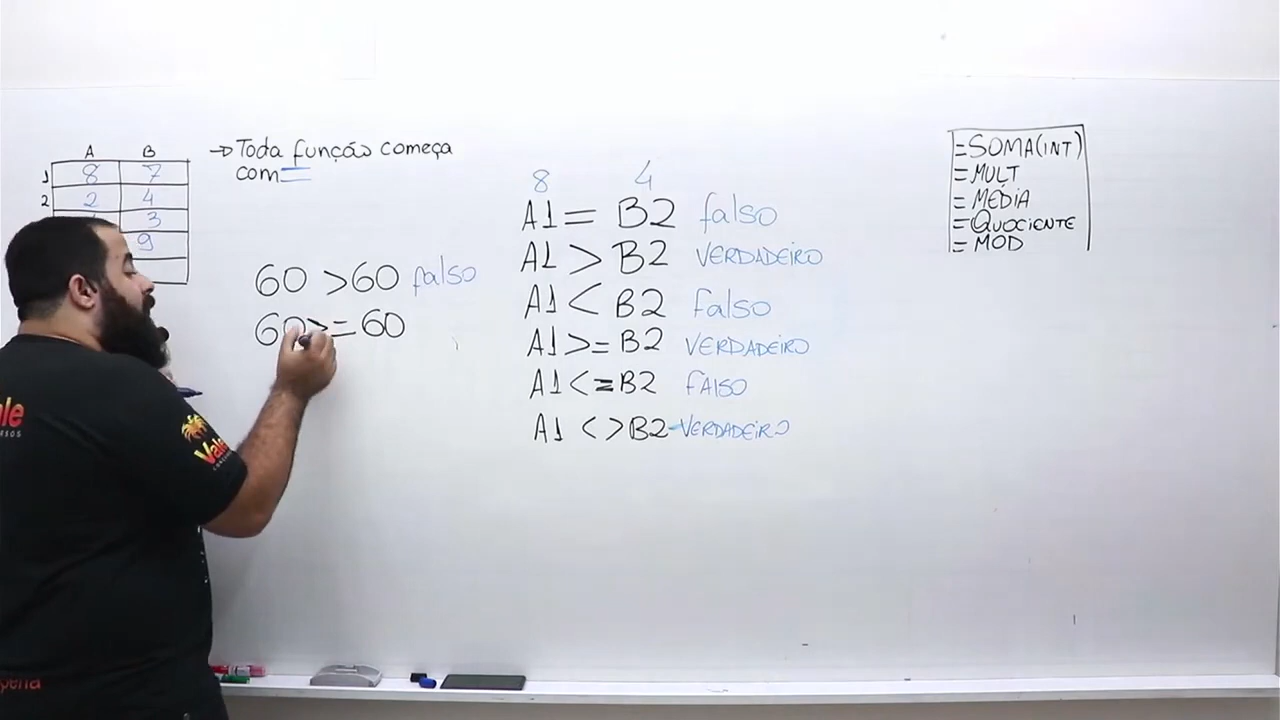 A B
1 8 7
2 2 4
3
9
→ Toda função começa
com =
60 > 60 falso
60 >= 60
8 4
A1 = B2 falso
A1 > B2 VERDADEIRO
A1 < B2 falso
A1 >= B2 VERDADEIRO
A1 <= B2 FALSO
A1 <> B2 - VERDADEIRO
= SOMA(INT)
= MULT
= MÉDIA
= QUOCIENTE
= MOD
Vale